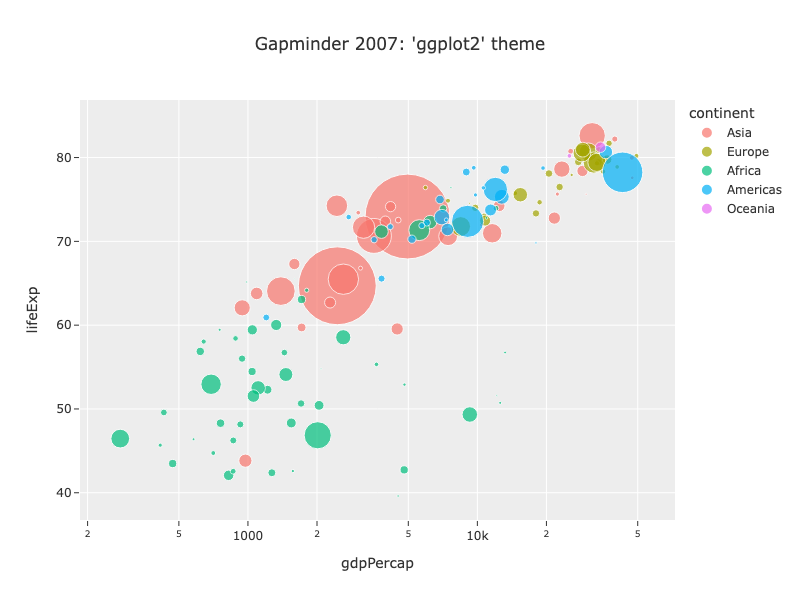 Gapminder 2007: 'ggplot2' theme
continent
Asia
Europe
Africa
Americas
Oceania
lifeExp
80
70
60
50
40
2 5 1000 2 5 10k 2 5
gdpPercap